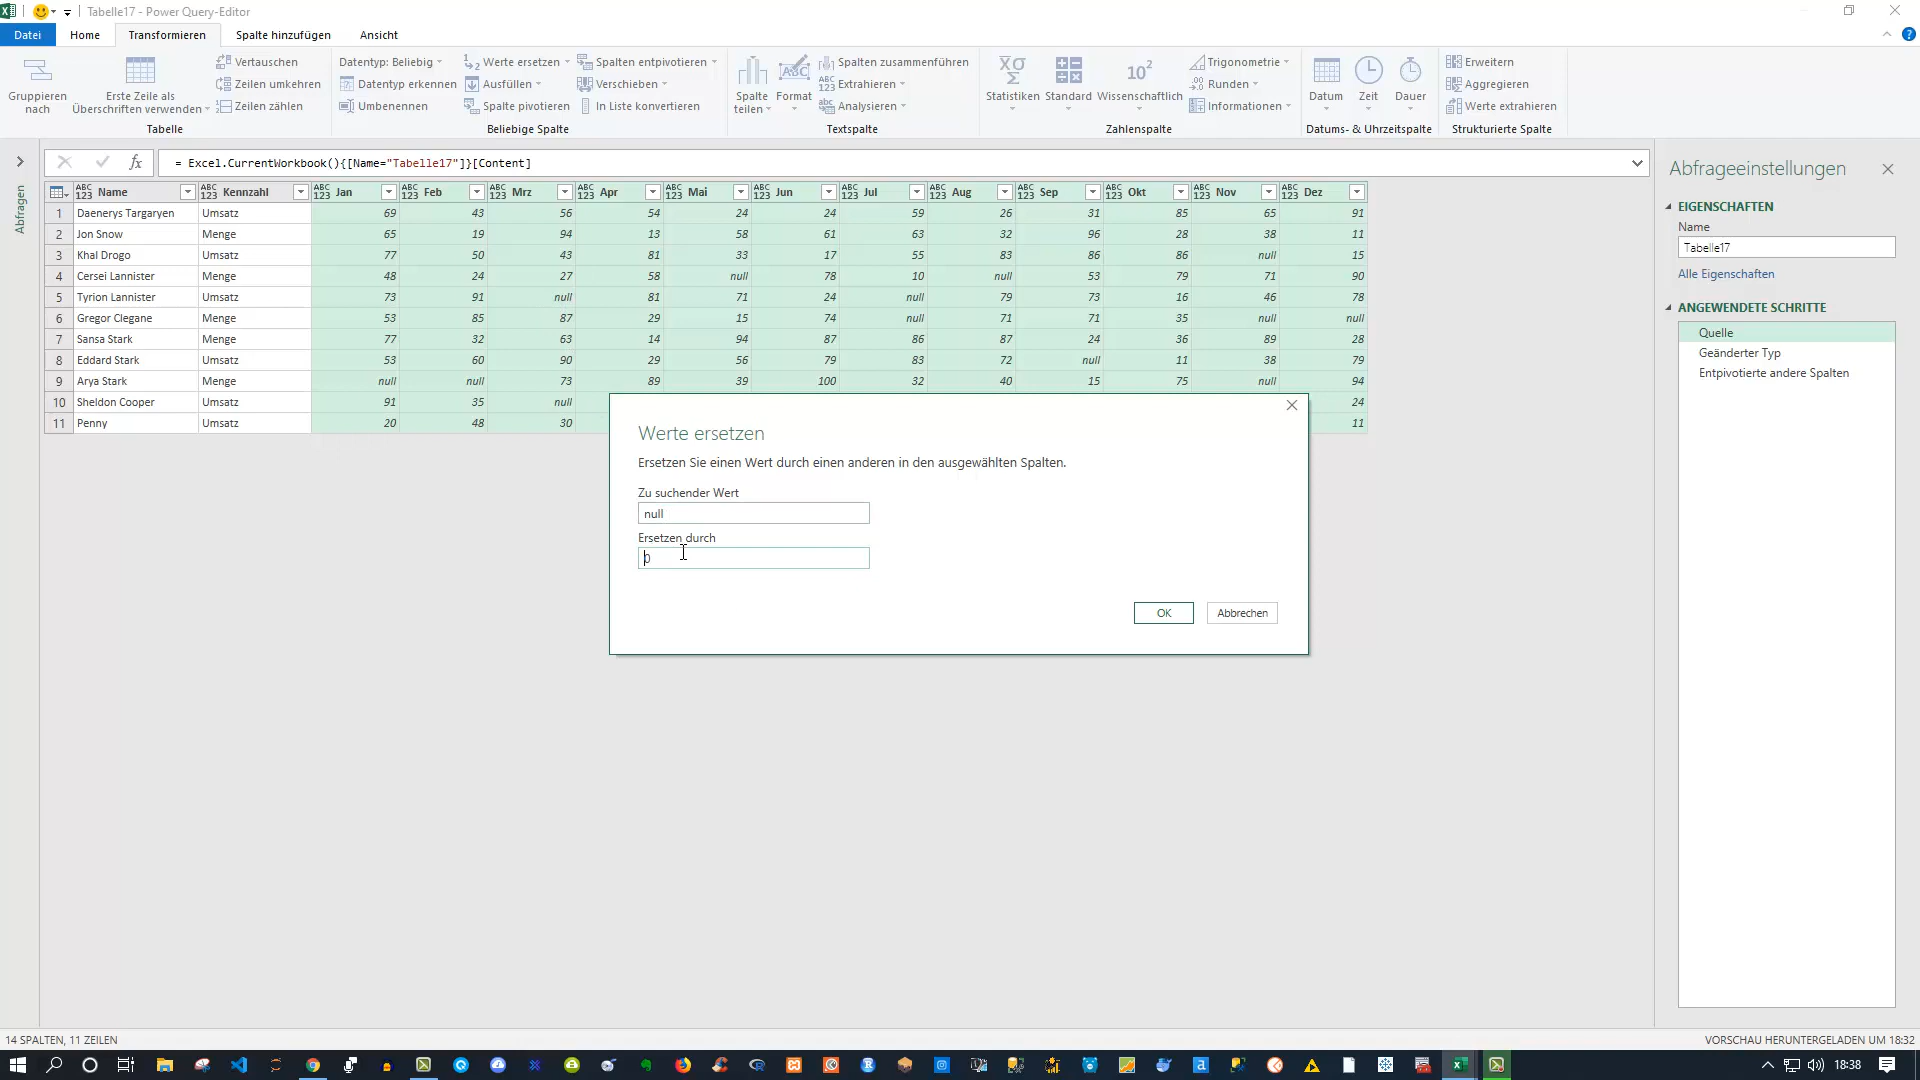 Tabelle17 - Power Query-Editor
Datei Home Transformieren Spalte hinzufügen Ansicht
Gruppieren nach
Erste Zeile als Überschriften verwenden
Vertauschen
Zeilen umkehren
Zeilen zählen
Tabelle
Datentyp: Beliebig
Datentyp erkennen
Umbenennen
Werte ersetzen
Ausfüllen
Spalte pivotieren
Spalten entpivotieren
Verschieben
In Liste konvertieren
Beliebige Spalte
Spalte teilen
Format
Spalten zusammenführen
Extrahieren
Analysieren
Textspalte
Statistiken
Standard
Wissenschaftlich
Trigonometrie
Runden
Informationen
Zahlenspalte
Datum
Zeit
Dauer
Datums- & Uhrzeitspalte
Erweitern
Aggregieren
Werte extrahieren
Strukturierte Spalte
Abfragen
fx = Excel.CurrentWorkbook(){[Name="Tabelle17"]}[Content]
Name Kennzahl Jan Feb Mrz Apr Mai Jun Jul Aug Sep Okt Nov Dez
1 Daenerys Targaryen Umsatz 69 43 56 54 24 24 59 26 31 85 65 91
2 Jon Snow Menge 65 19 94 13 58 61 63 32 96 28 38 11
3 Khal Drogo Umsatz 77 50 43 81 33 17 55 83 86 86 null 15
4 Cersei Lannister Menge 48 24 27 58 null 78 10 null 53 79 71 90
5 Tyrion Lannister Umsatz 73 91 null 81 71 24 null 79 73 16 46 78
6 Gregor Clegane Menge 53 85 87 29 15 74 null 71 71 35 null null
7 Sansa Stark Menge 77 32 63 14 94 87 86 87 24 36 89 28
8 Eddard Stark Umsatz 53 60 90 29 56 79 83 72 null 11 38 79
9 Arya Stark Menge null null 73 89 39 100 32 40 15 75 null 94
10 Sheldon Cooper Umsatz 91 35 null 24
11 Penny Umsatz 20 48 30 11
Werte ersetzen
Ersetzen Sie einen Wert durch einen anderen in den ausgewählten Spalten.
Zu suchender Wert
null
Ersetzen durch
0
OK Abbrechen
Abfrageeinstellungen
EIGENSCHAFTEN
Name
Tabelle17
Alle Eigenschaften
ANGEWENDETE SCHRITTE
Quelle
Geänderter Typ
Entpivotierte andere Spalten
14 SPALTEN, 11 ZEILEN
VORSCHAU HERUNTERGELADEN UM 18:32
18:38